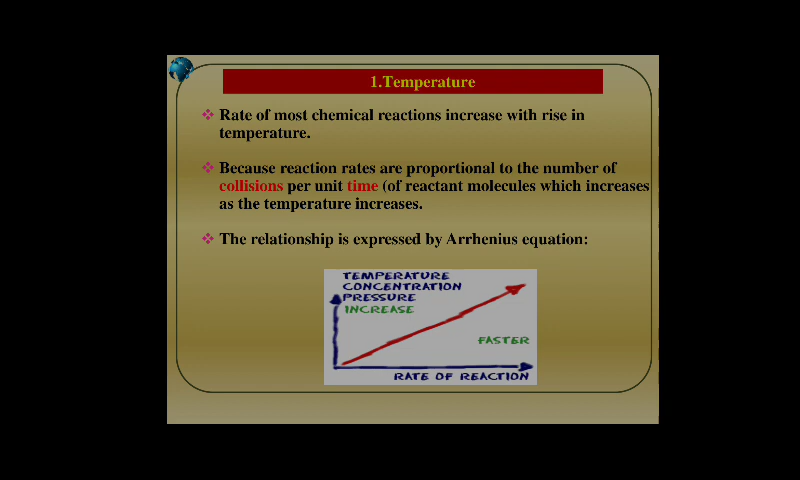 1.Temperature
Rate of most chemical reactions increase with rise in
temperature.
Because reaction rates are proportional to the number of
collisions per unit time (of reactant molecules which increases
as the temperature increases.
The relationship is expressed by Arrhenius equation:
TEMPERATURE
CONCENTRATION
PRESSURE
INCREASE
FASTER
RATE OF REACTION